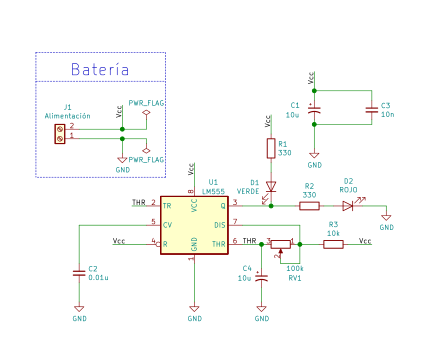 Batería
J1
Alimentación
2
1
Vcc
PWR_FLAG
GND
PWR_FLAG
Vcc
C1
10u
C3
10n
GND
Vcc
R1
330
D1
VERDE
R2
330
D2
ROJO
GND
Vcc
U1
LM555
8
VCC
THR 2 TR
Q 3
5 CV
DIS 7
Vcc 4 R
THR 6 THR
GND
1
3 1
2
100k
RV1
R3
10k
Vcc
C2
0.01u
C4
10u
GND
GND
GND